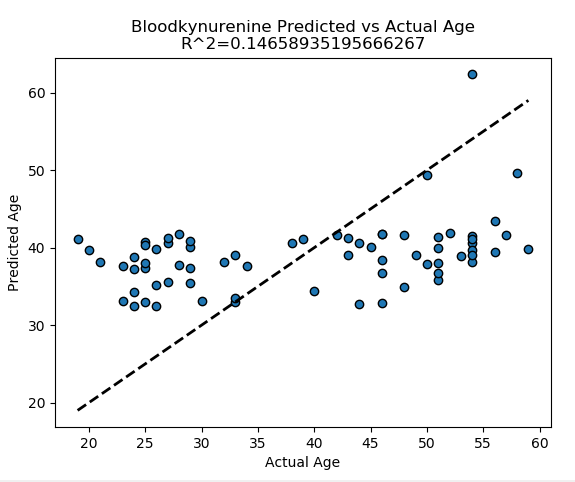 Bloodkynurenine Predicted vs Actual Age
R^2=0.14658935195666267
60
50
40
30
20
Predicted Age
20 25 30 35 40 45 50 55 60
Actual Age